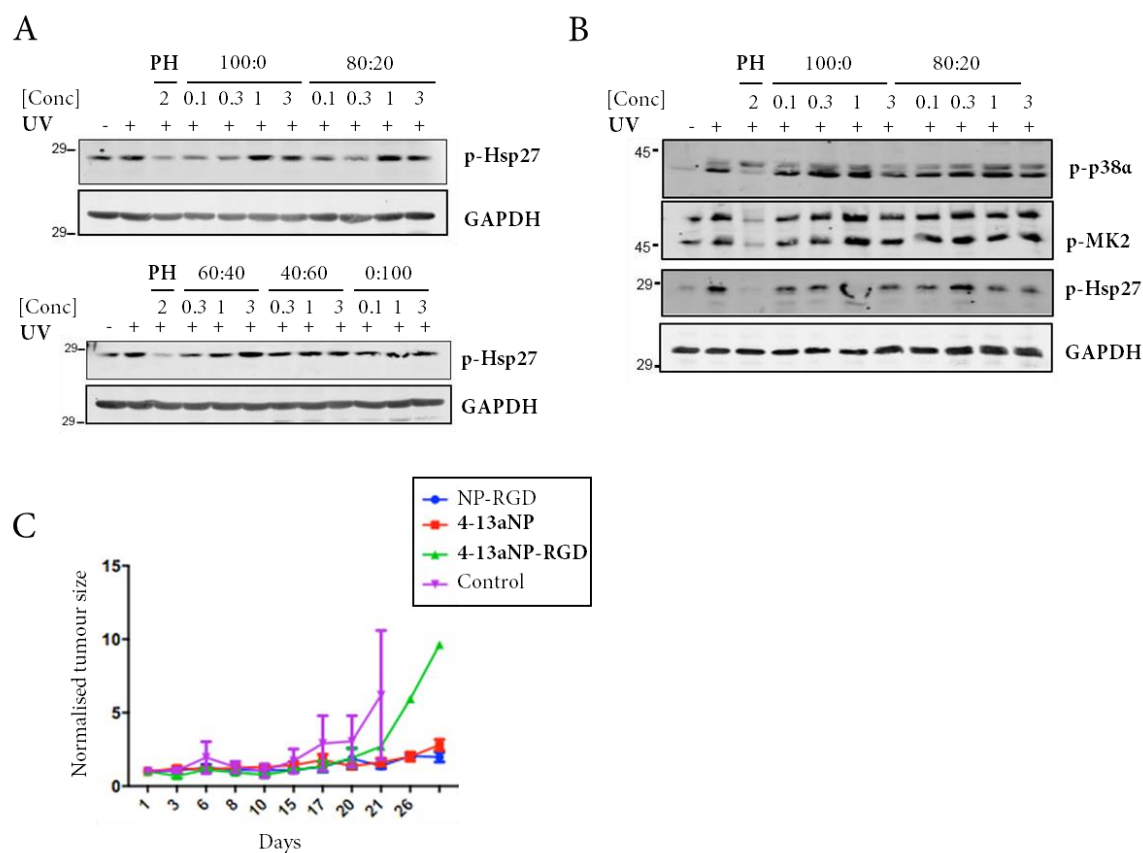 A
PH 100:0 80:20
[Conc] 2 0.1 0.3 1 3 0.1 0.3 1 3
UV - + + + + + + + + + +
29 p-Hsp27
GAPDH
29
PH 60:40 40:60 0:100
[Conc] 2 0.3 1 3 0.3 1 3 0.1 1 3
UV - + + + + + + + + + + +
29 p-Hsp27
GAPDH
29
B
PH 100:0 80:20
[Conc] 2 0.1 0.3 1 3 0.1 0.3 1 3
UV - + + + + + + + + + +
45 p-p38α
p-MK2
45
29 p-Hsp27
GAPDH
29
C
NP-RGD
4-13aNP
4-13aNP-RGD
Control
Normalised tumour size
15
10
5
0
1 3 6 8 10 15 17 20 21 26
Days